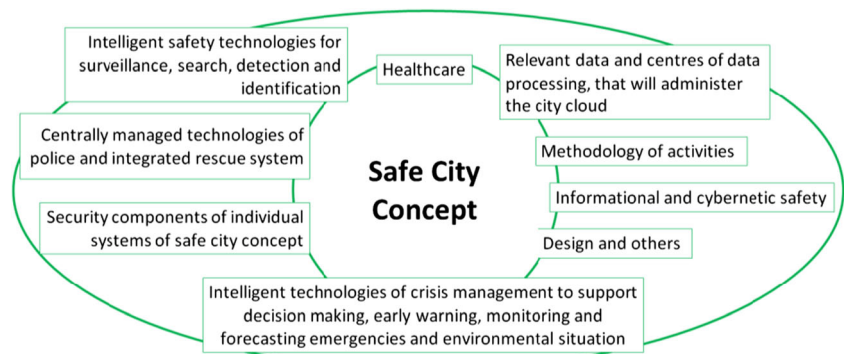 Intelligent safety technologies for
surveillance, search, detection and
identification
Healthcare
Relevant data and centres of data
processing, that will administer
the city cloud
Centrally managed technologies of
police and integrated rescue system
Methodology of activities
Safe City
Concept
Informational and cybernetic safety
Security components of individual
systems of safe city concept
Design and others
Intelligent technologies of crisis management to support
decision making, early warning, monitoring and
forecasting emergencies and environmental situation